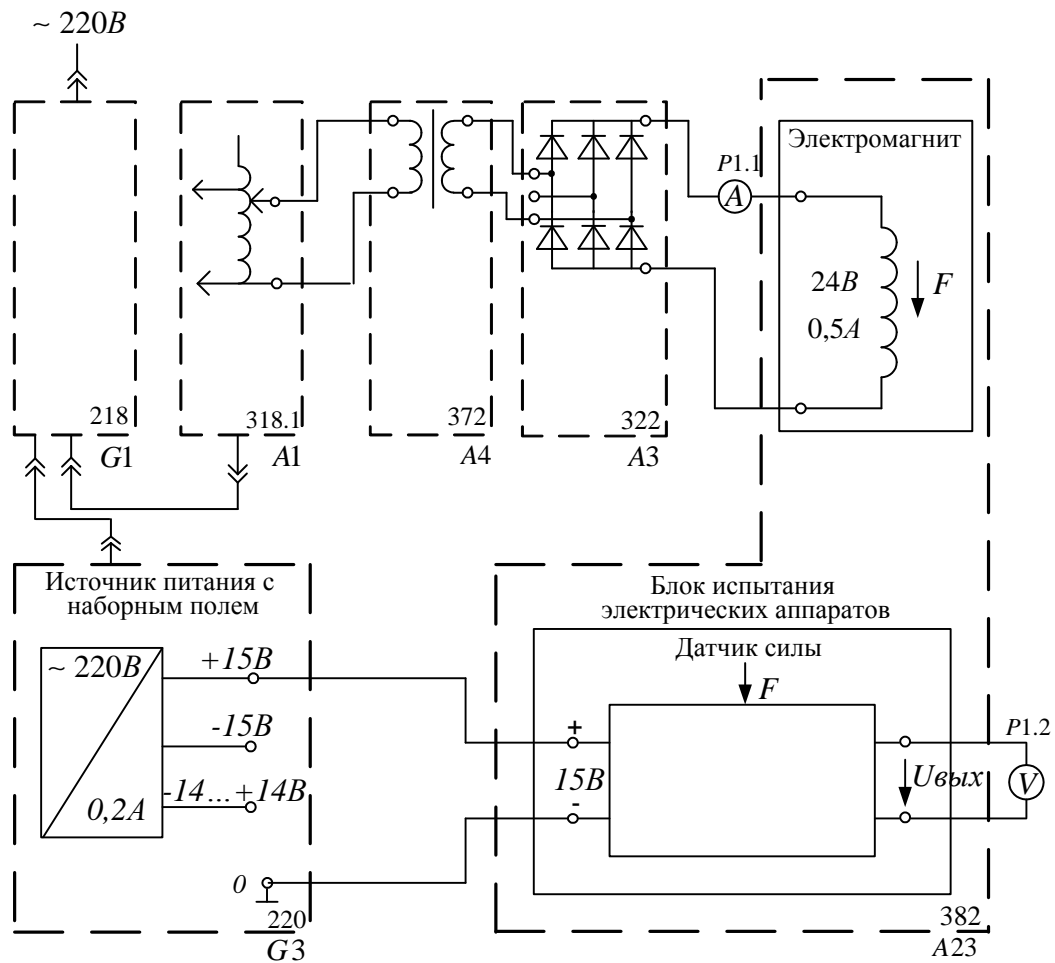 ~ 220В
Электромагнит
P1.1
A
24В
0,5А
F
218
G1
318.1
A1
372
A4
322
A3
Источник питания с
наборным полем
~ 220В
0,2А
+15В
-15В
-14...+14В
0
220
G3
Блок испытания
электрических аппаратов
Датчик силы
F
+
15В
-
Uвых
P1.2
V
382
A23